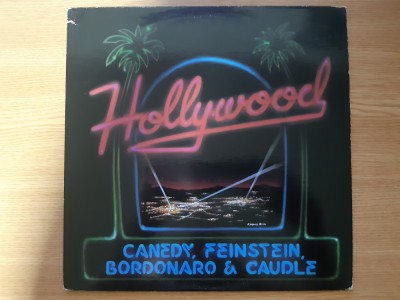 Hollywood
CANEDY, FEINSTEIN,
BORDONARO & CAUDLE